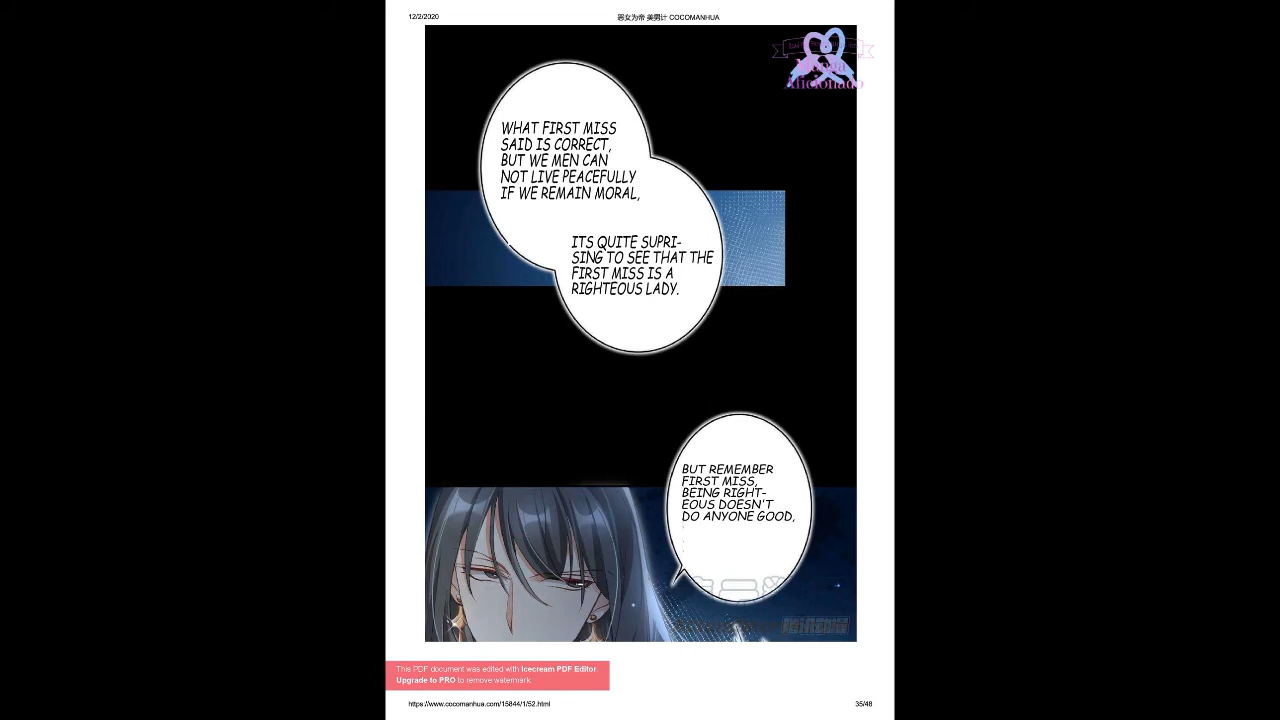 12/2/2020
恶女为帝 美男计 COCOMANHUA
Manga
Aficionado
WHAT FIRST MISS
SAID IS CORRECT,
BUT WE MEN CAN
NOT LIVE PEACEFULLY
IF WE REMAIN MORAL,
ITS QUITE SUPRI-
SING TO SEE THAT THE
FIRST MISS IS A
RIGHTEOUS LADY.
BUT REMEMBER
FIRST MISS,
BEING RIGHT-
EOUS DOESN'T
DO ANYONE GOOD,
This PDF document was edited with Icecream PDF Editor.
Upgrade to PRO to remove watermark.
https://www.cocomanhua.com/15844/1/52.html
35/48